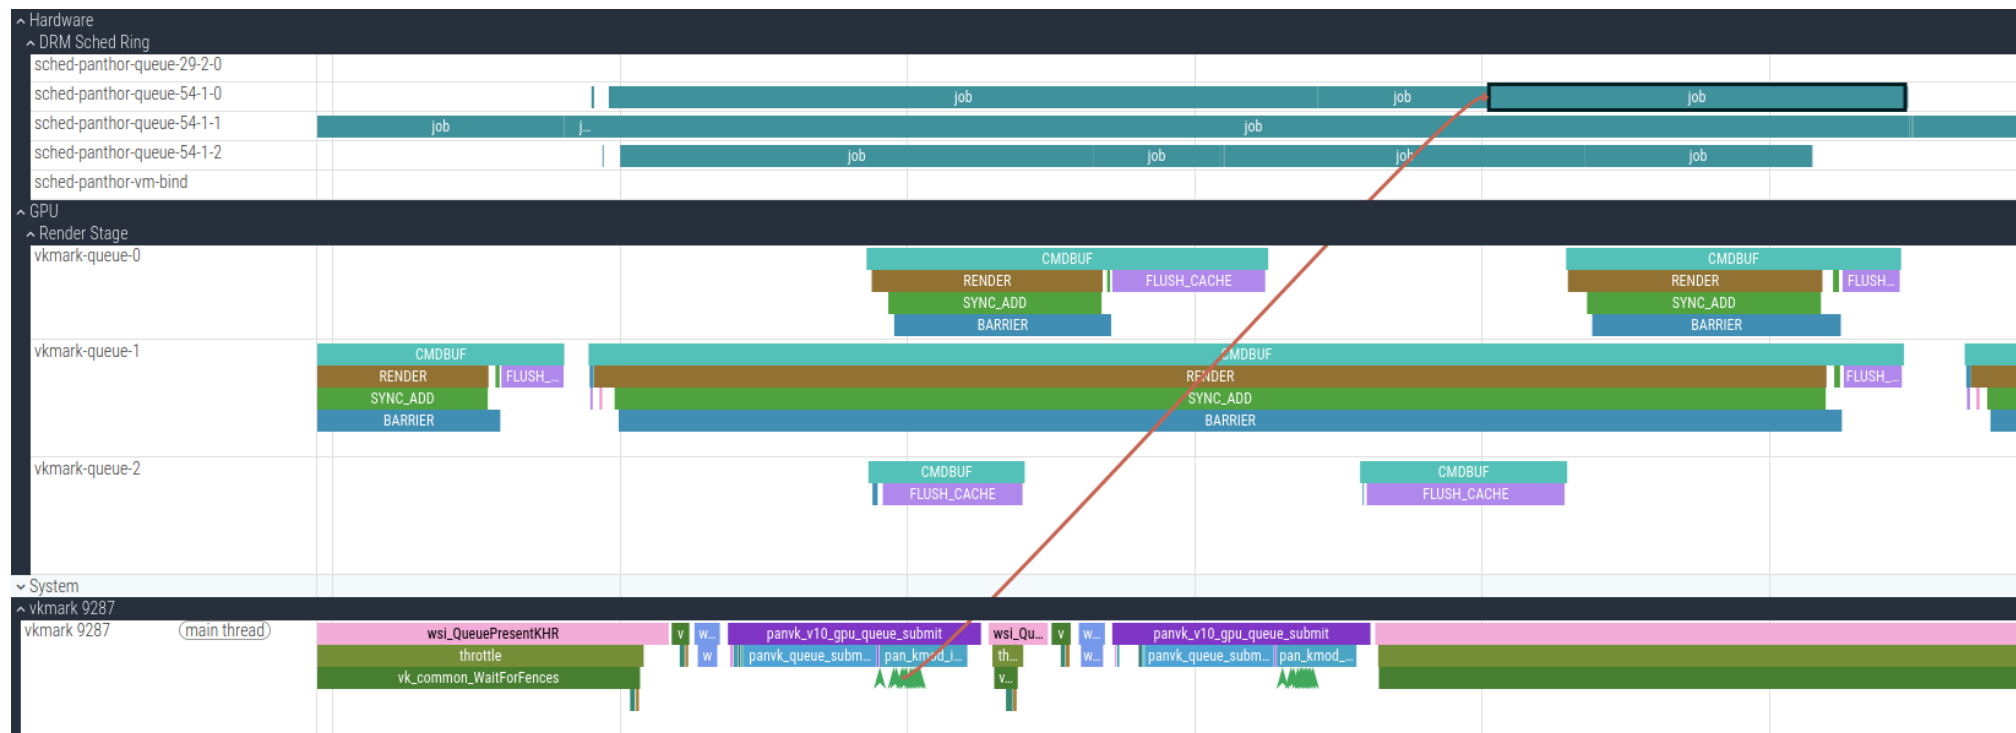 Hardware
DRM Sched Ring
sched-panthor-queue-29-2-0
sched-panthor-queue-54-1-0
job job job
sched-panthor-queue-54-1-1
job j... job
sched-panthor-queue-54-1-2
job job job job
sched-panthor-vm-bind
GPU
Render Stage
vkmark-queue-0
CMDBUF CMDBUF
RENDER FLUSH_CACHE RENDER FLUSH...
SYNC_ADD SYNC_ADD
BARRIER BARRIER
vkmark-queue-1
CMDBUF CMDBUF
RENDER FLUSH_... RENDER FLUSH_...
SYNC_ADD SYNC_ADD
BARRIER BARRIER
vkmark-queue-2
CMDBUF CMDBUF
FLUSH_CACHE FLUSH_CACHE
System
vkmark 9287
vkmark 9287 main thread
wsi_QueuePresentKHR v w... panvk_v10_gpu_queue_submit wsi_Qu... v w... panvk_v10_gpu_queue_submit
throttle w panvk_queue_subm... pan_kmod_i... th... w... panvk_queue_subm... pan_kmod_...
vk_common_WaitForFences v...